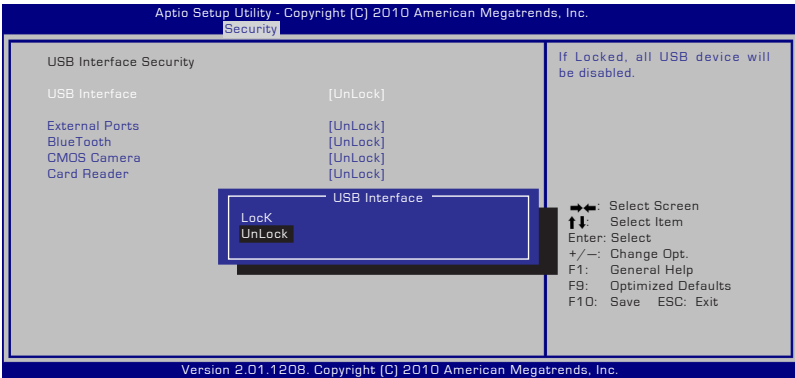 Aptio Setup Utility - Copyright (C) 2010 American Megatrends, Inc.
Security
USB Interface Security
USB Interface [UnLock]
External Ports [UnLock]
BlueTooth [UnLock]
CMOS Camera [UnLock]
Card Reader [UnLock]
USB Interface
LocK
UnLock
If Locked, all USB device will
be disabled.
→←: Select Screen
↑↓: Select Item
Enter: Select
+/—: Change Opt.
F1: General Help
F9: Optimized Defaults
F10: Save ESC: Exit
Version 2.01.1208. Copyright (C) 2010 American Megatrends, Inc.